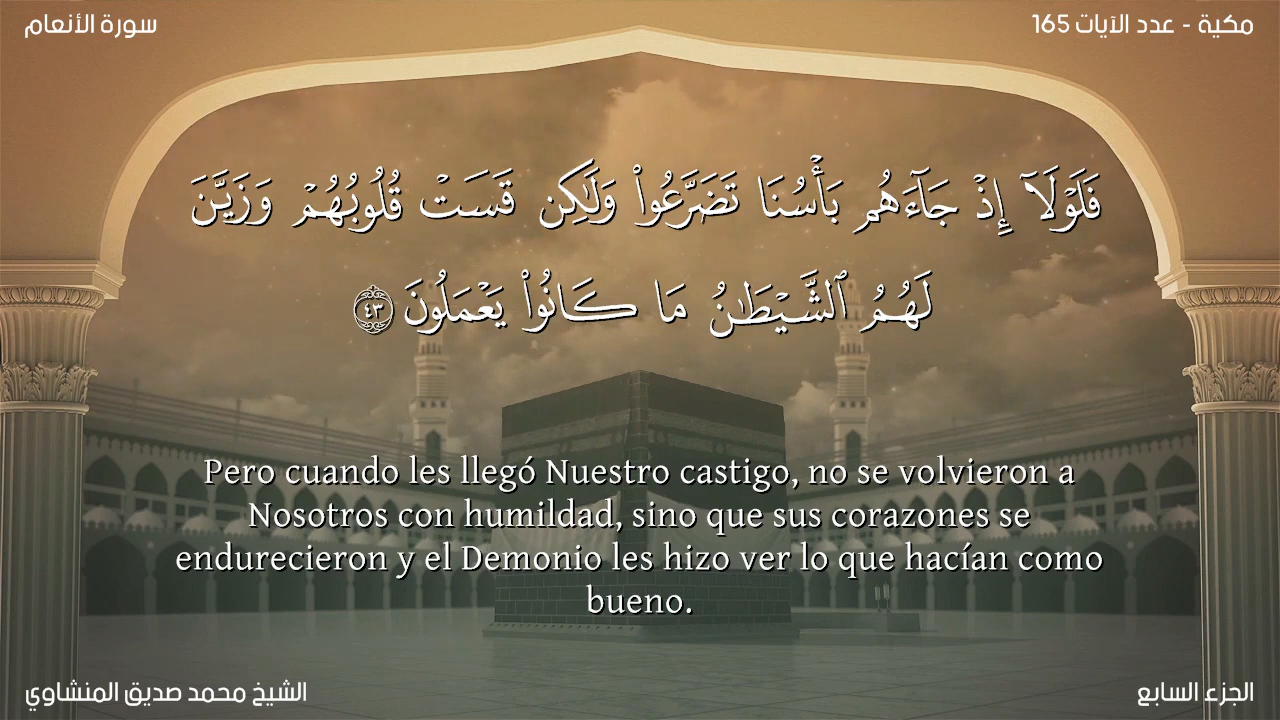 سورة الأنعام
مكية - عدد الآيات 165
فَلَوْلَآ إِذْ جَآءَهُم بَأْسُنَا تَضَرَّعُوا۟ وَلَـٰكِن قَسَتْ قُلُوبُهُمْ وَزَيَّنَ
لَهُمُ ٱلشَّيْطَـٰنُ مَا كَانُوا۟ يَعْمَلُونَ ٤٣
Pero cuando les llegó Nuestro castigo, no se volvieron a
Nosotros con humildad, sino que sus corazones se
endurecieron y el Demonio les hizo ver lo que hacían como
bueno.
الشيخ محمد صديق المنشاوي
الجزء السابع